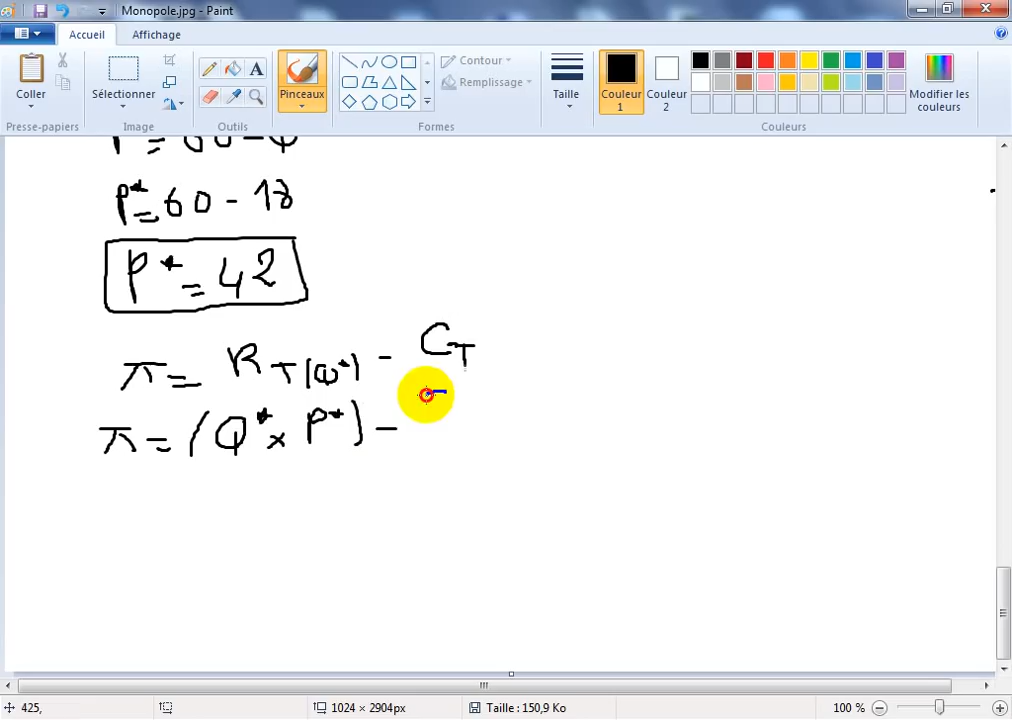 Monopole.jpg - Paint
Accueil Affichage
Coller
Sélectionner
Pinceaux
Contour
Remplissage
Taille
Couleur 1
Couleur 2
Modifier les couleurs
Presse-papiers Image Outils Formes Couleurs
P = 60 - Q
P* = 60 - 18
P* = 42
π = RT(Q*) - CT
π = (Q* × P*) -
425, 1024 × 2904px Taille : 150,9 Ko 100 %